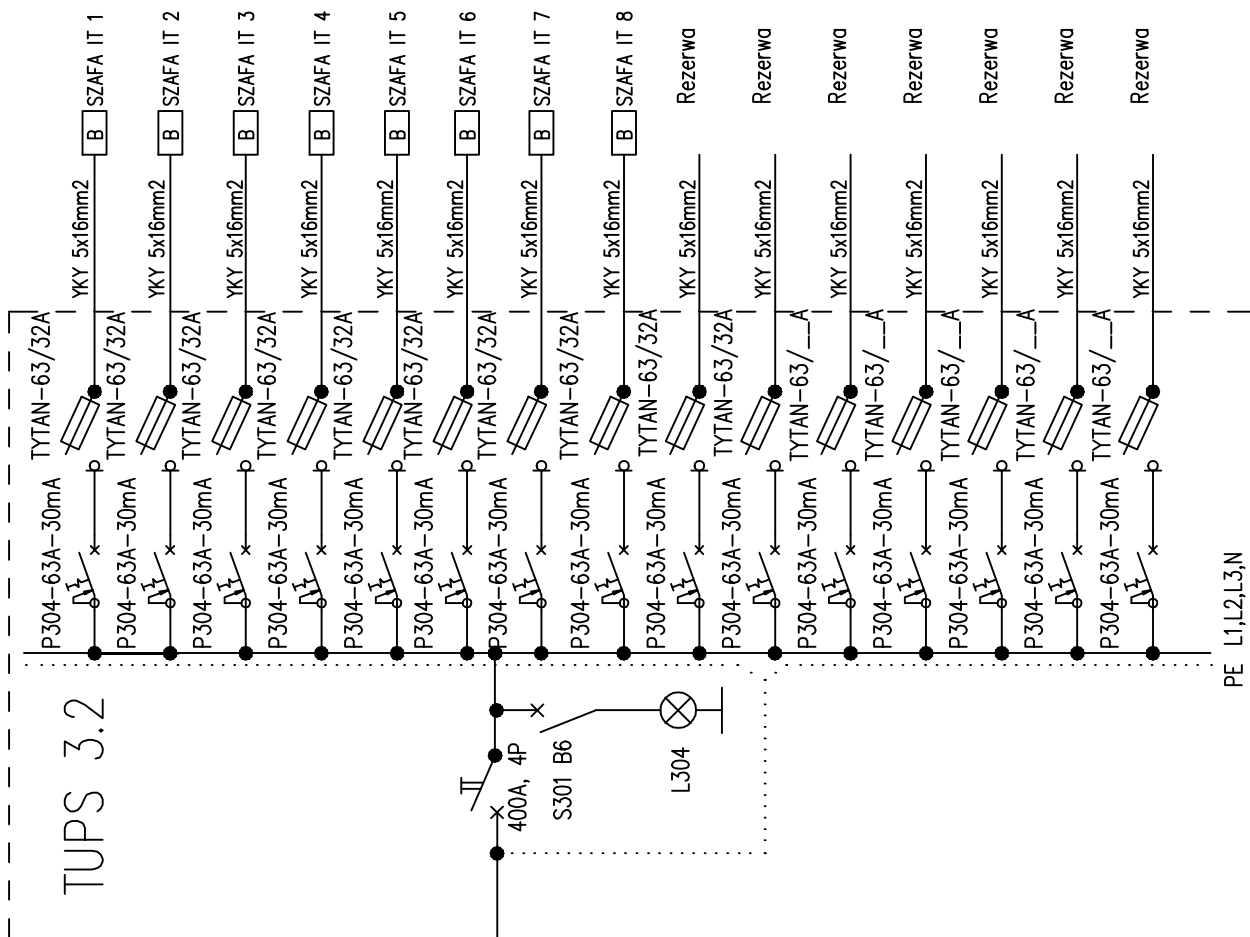 TUPS 3.2
P304-63A-30mA
TYTAN-63/32A
YKY 5x16mm2
B
SZAFA IT 1
P304-63A-30mA
TYTAN-63/32A
YKY 5x16mm2
B
SZAFA IT 2
P304-63A-30mA
TYTAN-63/32A
YKY 5x16mm2
B
SZAFA IT 3
P304-63A-30mA
TYTAN-63/32A
YKY 5x16mm2
B
SZAFA IT 4
P304-63A-30mA
TYTAN-63/32A
YKY 5x16mm2
B
SZAFA IT 5
P304-63A-30mA
TYTAN-63/32A
YKY 5x16mm2
B
SZAFA IT 6
P304-63A-30mA
TYTAN-63/32A
YKY 5x16mm2
B
SZAFA IT 7
P304-63A-30mA
TYTAN-63/32A
YKY 5x16mm2
B
SZAFA IT 8
P304-63A-30mA
TYTAN-63/32A
YKY 5x16mm2
Rezerwa
P304-63A-30mA
TYTAN-63/32A
YKY 5x16mm2
Rezerwa
P304-63A-30mA
TYTAN-63/__A
YKY 5x16mm2
Rezerwa
P304-63A-30mA
TYTAN-63/__A
YKY 5x16mm2
Rezerwa
P304-63A-30mA
TYTAN-63/__A
YKY 5x16mm2
Rezerwa
P304-63A-30mA
TYTAN-63/__A
YKY 5x16mm2
Rezerwa
P304-63A-30mA
TYTAN-63/__A
YKY 5x16mm2
Rezerwa
400A, 4P
S301 B6
L304
PE L1,L2,L3,N